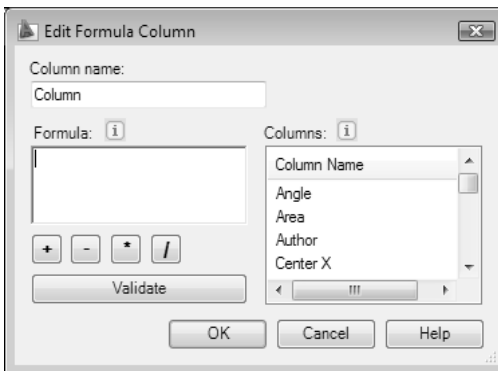 Edit Formula Column
Column name:
Column
Formula: i
Columns: i
Column Name
Angle
Area
Author
Center X
+ - * /
Validate
OK Cancel Help